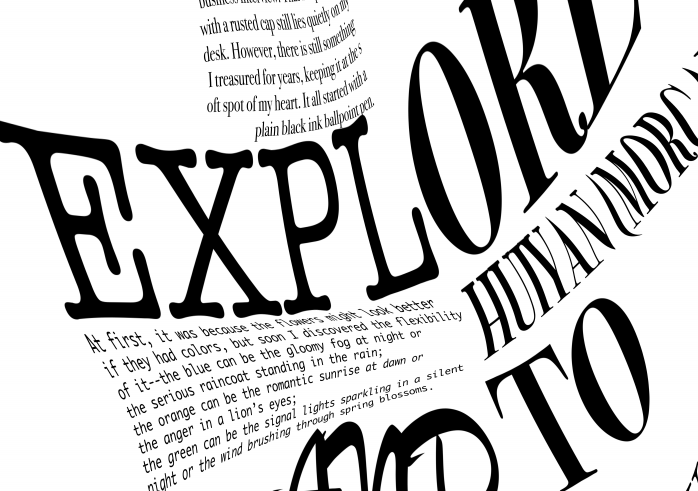 business interview. 
with a rusted cap still lies quietly on my
desk. However, there is still something
I treasured for years, keeping it at the s
oft spot of my heart. It all started with a
plain black ink ballpoint pen.
EXPLORE
HUIYAN (MORG
At first, it was because the flowers might look better
if they had colors, but soon I discovered the flexibility
of it--the blue can be the gloomy fog at night or
the serious raincoat standing in the rain;
the orange can be the romantic sunrise at dawn or
the anger in a lion's eyes;
the green can be the signal lights sparkling in a silent
night or the wind brushing through spring blossoms.
AND TO